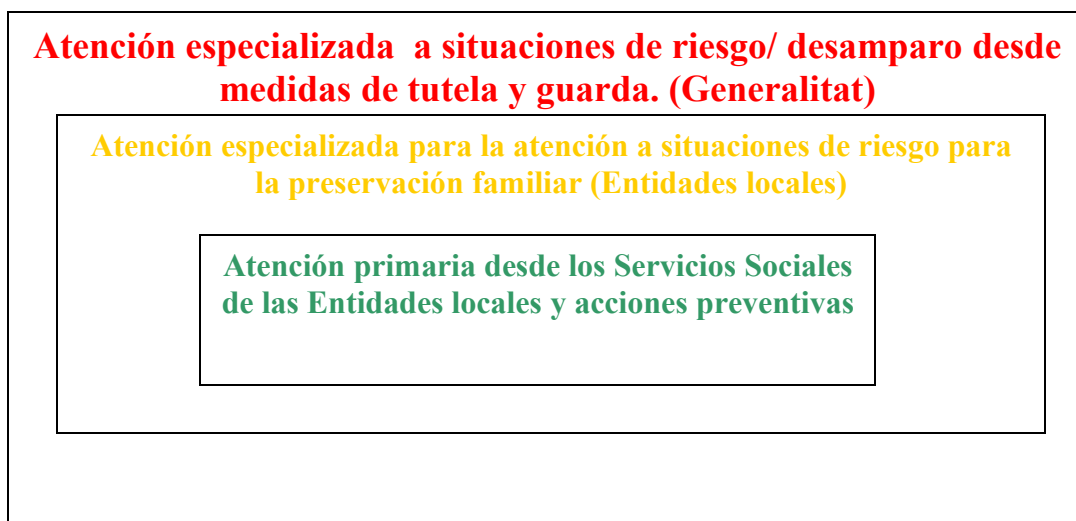 Atención especializada  a situaciones de riesgo/ desamparo desde
medidas de tutela y guarda. (Generalitat)
Atención especializada para la atención a situaciones de riesgo para
la preservación familiar (Entidades locales)
Atención primaria desde los Servicios Sociales
de las Entidades locales y acciones preventivas